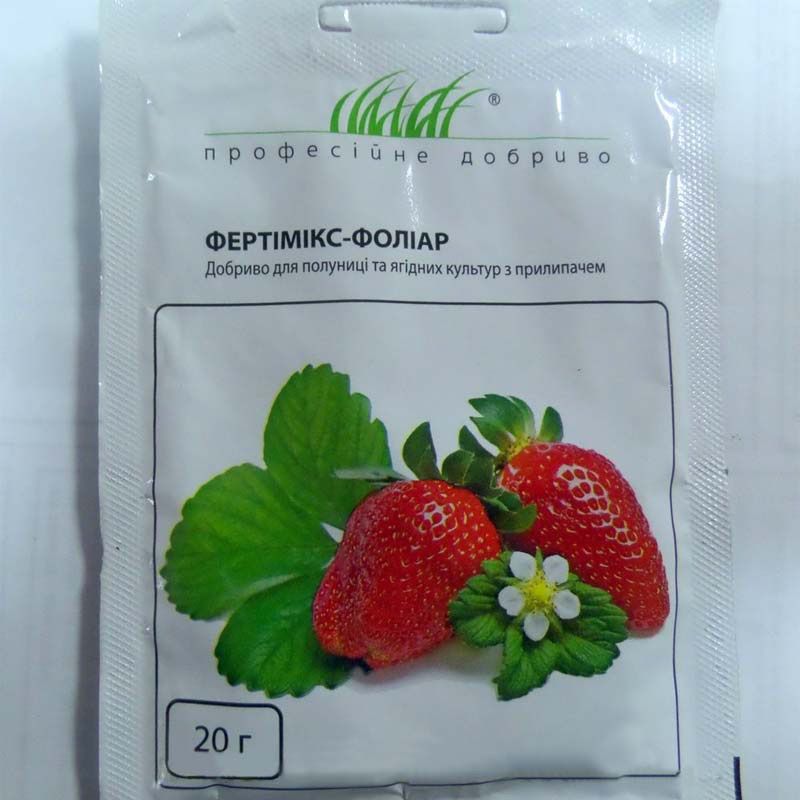 ®
професійне добриво
ФЕРТІМІКС-ФОЛІАР
Добриво для полуниці та ягідних культур з прилипачем
20 г